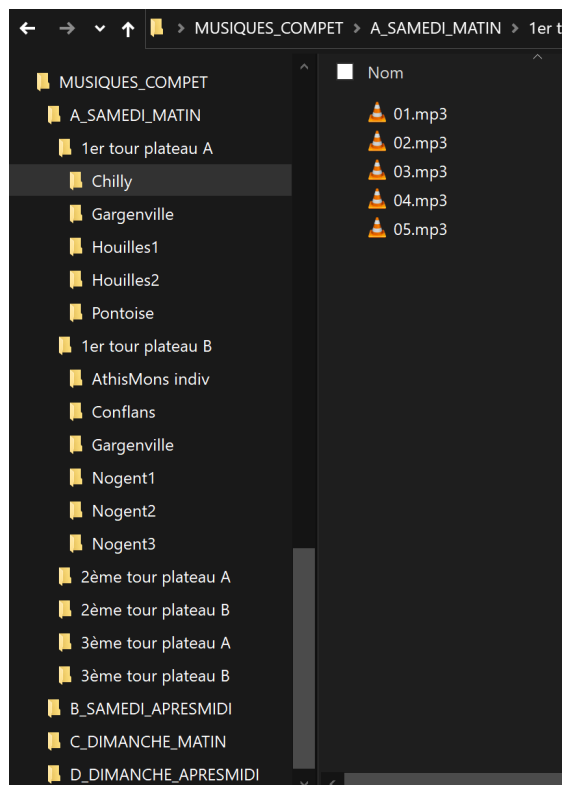 MUSIQUES_COMPET > A_SAMEDI_MATIN > 1er t
MUSIQUES_COMPET
A_SAMEDI_MATIN
1er tour plateau A
Chilly
Gargenville
Houilles1
Houilles2
Pontoise
1er tour plateau B
AthisMons indiv
Conflans
Gargenville
Nogent1
Nogent2
Nogent3
2ème tour plateau A
2ème tour plateau B
3ème tour plateau A
3ème tour plateau B
B_SAMEDI_APRESMIDI
C_DIMANCHE_MATIN
D_DIMANCHE_APRESMIDI
Nom
01.mp3
02.mp3
03.mp3
04.mp3
05.mp3